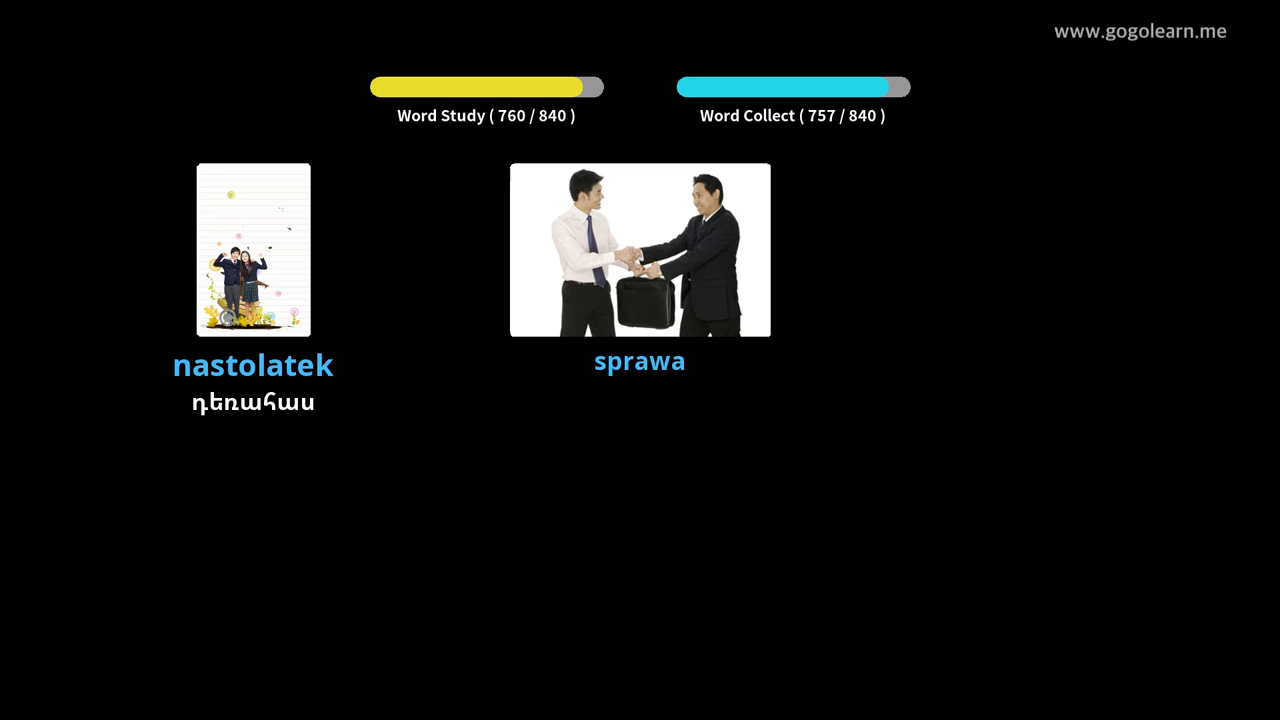 www.gogolearn.me
Word Study ( 760 / 840 )
Word Collect ( 757 / 840 )
nastolatek
դեռահաս
sprawa